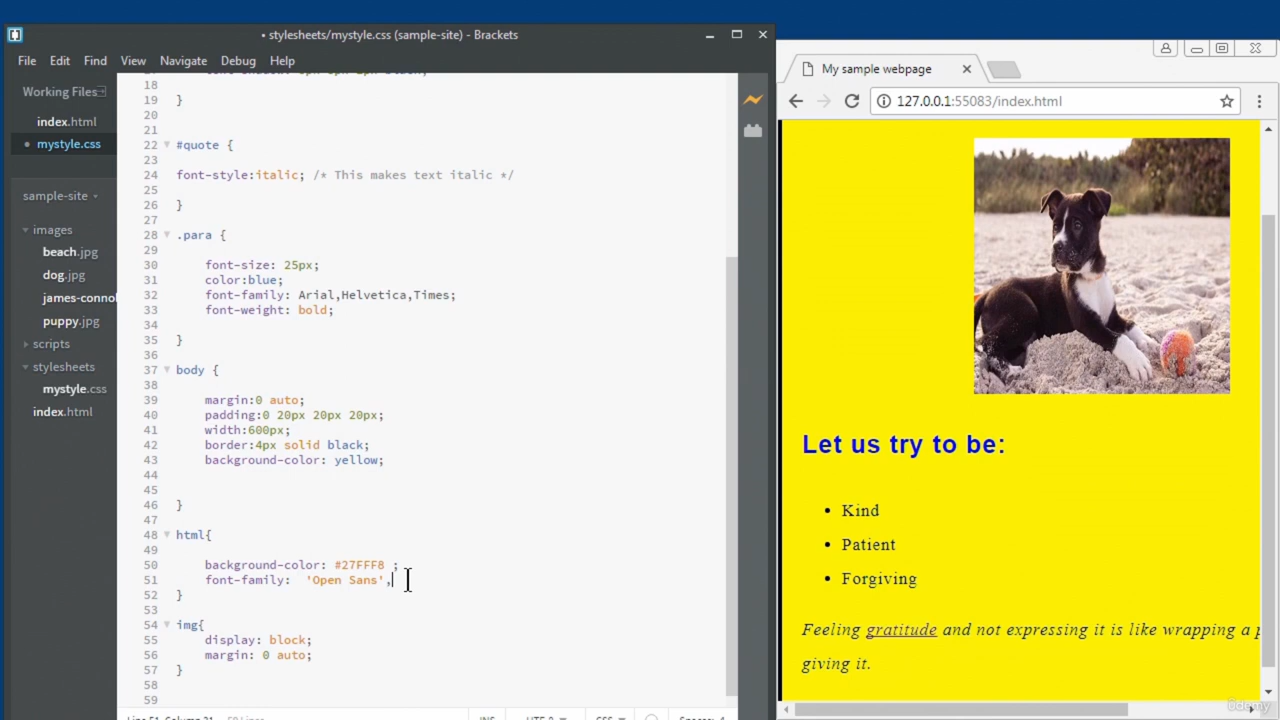 • stylesheets/mystyle.css (sample-site) - Brackets
File Edit Find View Navigate Debug Help
Working Files
index.html
• mystyle.css
sample-site
images
beach.jpg
dog.jpg
james-connol
puppy.jpg
scripts
stylesheets
mystyle.css
index.html
18
19 }
20
21
22 #quote {
23
24 font-style:italic; /* This makes text italic */
25
26 }
27
28 .para {
29
30 font-size: 25px;
31 color:blue;
32 font-family: Arial,Helvetica,Times;
33 font-weight: bold;
34
35 }
36
37 body {
38
39 margin:0 auto;
40 padding:0 20px 20px 20px;
41 width:600px;
42 border:4px solid black;
43 background-color: yellow;
44
45
46 }
47
48 html{
49
50 background-color: #27FFF8 ;
51 font-family:  'Open Sans',
52 }
53
54 img{
55 display: block;
56 margin: 0 auto;
57 }
58
59
My sample webpage
127.0.0.1:55083/index.html
Let us try to be:
• Kind
• Patient
• Forgiving
Feeling gratitude and not expressing it is like wrapping a p
giving it.
Udemy